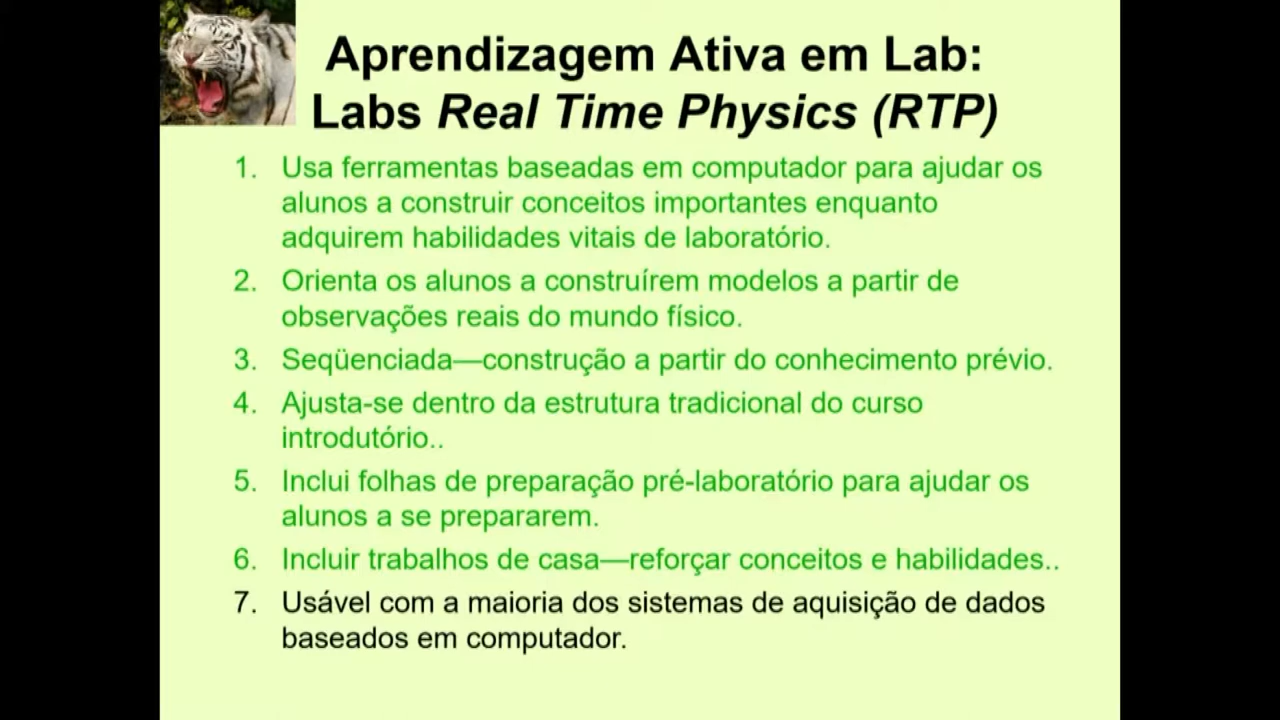 Aprendizagem Ativa em Lab:
Labs Real Time Physics (RTP)
1. Usa ferramentas baseadas em computador para ajudar os
alunos a construir conceitos importantes enquanto
adquirem habilidades vitais de laboratório.
2. Orienta os alunos a construírem modelos a partir de
observações reais do mundo físico.
3. Seqüenciada—construção a partir do conhecimento prévio.
4. Ajusta-se dentro da estrutura tradicional do curso
introdutório..
5. Inclui folhas de preparação pré-laboratório para ajudar os
alunos a se prepararem.
6. Incluir trabalhos de casa—reforçar conceitos e habilidades..
7. Usável com a maioria dos sistemas de aquisição de dados
baseados em computador.